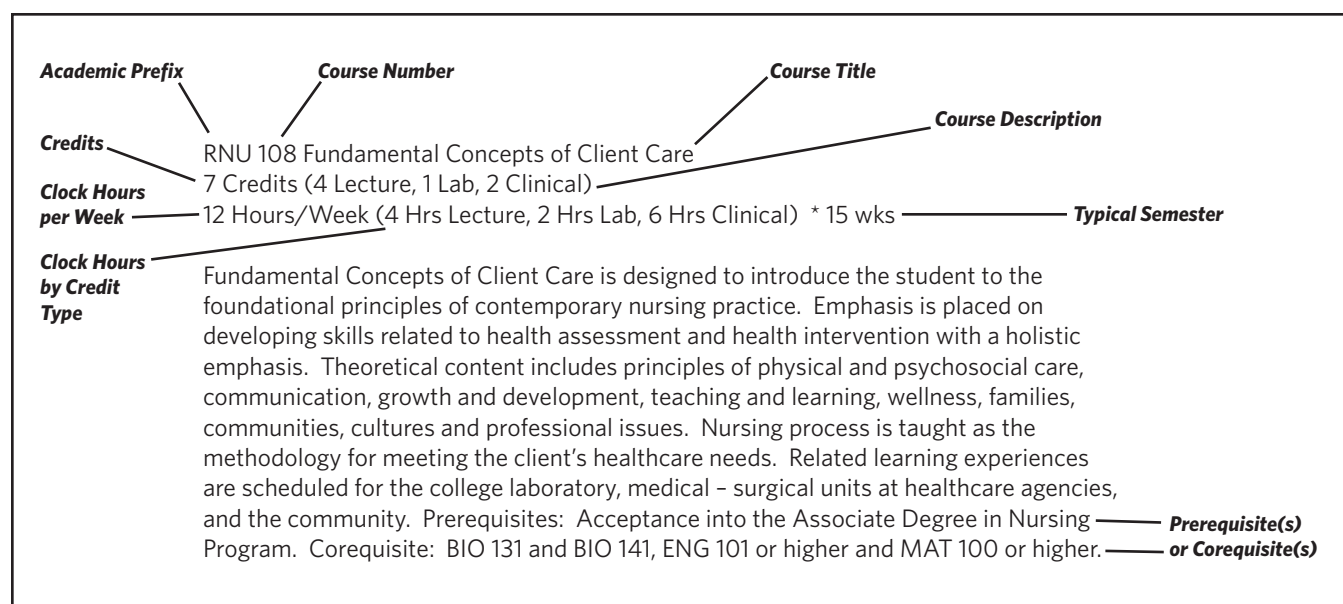 Academic Prefix
Course Number
Course Title
Course Description
Credits
RNU 108 Fundamental Concepts of Client Care
7 Credits (4 Lecture, 1 Lab, 2 Clinical)
Clock Hours
per Week
12 Hours/Week (4 Hrs Lecture, 2 Hrs Lab, 6 Hrs Clinical)  * 15 wks
Typical Semester
Clock Hours
by Credit
Type
Fundamental Concepts of Client Care is designed to introduce the student to the
foundational principles of contemporary nursing practice.  Emphasis is placed on
developing skills related to health assessment and health intervention with a holistic
emphasis.  Theoretical content includes principles of physical and psychosocial care,
communication, growth and development, teaching and learning, wellness, families,
communities, cultures and professional issues.  Nursing process is taught as the
methodology for meeting the client’s healthcare needs.  Related learning experiences
are scheduled for the college laboratory, medical – surgical units at healthcare agencies,
and the community.  Prerequisites:  Acceptance into the Associate Degree in Nursing
Program.  Corequisite:  BIO 131 and BIO 141, ENG 101 or higher and MAT 100 or higher.
Prerequisite(s)
or Corequisite(s)